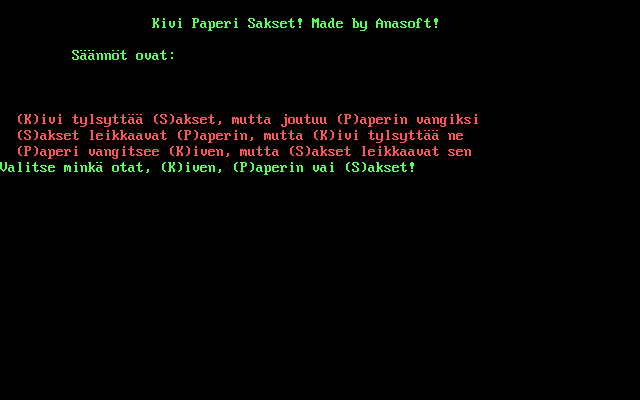 Kivi Paperi Sakset! Made by Anasoft!
Säännöt ovat:
(K)ivi tylsyttää (S)akset, mutta joutuu (P)aperin vangiksi
(S)akset leikkaavat (P)aperin, mutta (K)ivi tylsyttää ne
(P)aperi vangitsee (K)iven, mutta (S)akset leikkaavat sen
Valitse minkä otat, (K)iven, (P)aperin vai (S)akset!